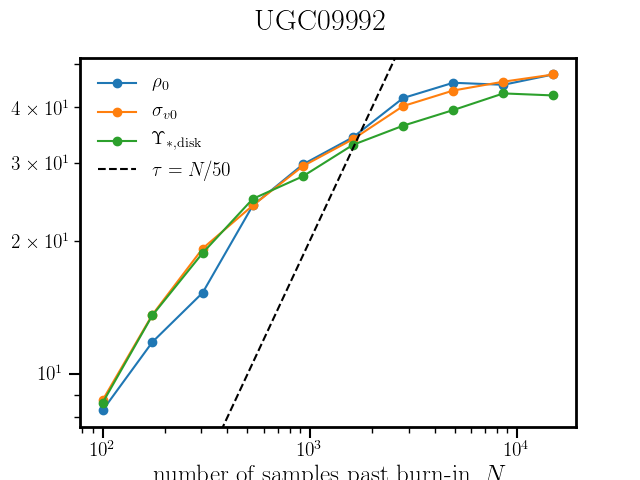 UGC09992
ρ₀
σᵥ₀
Υ∗,disk
τ = N/50
4 × 10¹
3 × 10¹
2 × 10¹
10¹
10² 10³ 10⁴
number of samples past burn-in, N